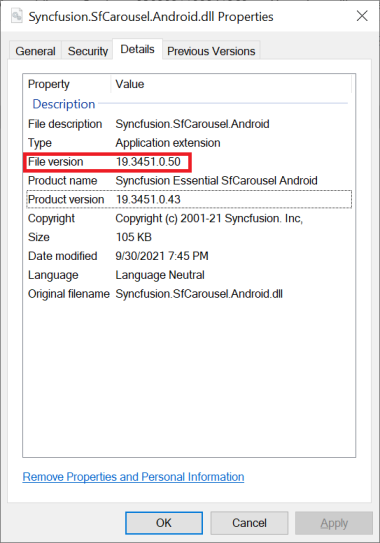 Syncfusion.SfCarousel.Android.dll Properties
General Security Details Previous Versions
Property Value
Description
File description Syncfusion.SfCarousel.Android
Type Application extension
File version 19.3451.0.50
Product name Syncfusion Essential SfCarousel Android
Product version 19.3451.0.43
Copyright Copyright (c) 2001-21 Syncfusion. Inc,
Size 105 KB
Date modified 9/30/2021 7:45 PM
Language Language Neutral
Original filename Syncfusion.SfCarousel.Android.dll
Remove Properties and Personal Information
OK Cancel Apply